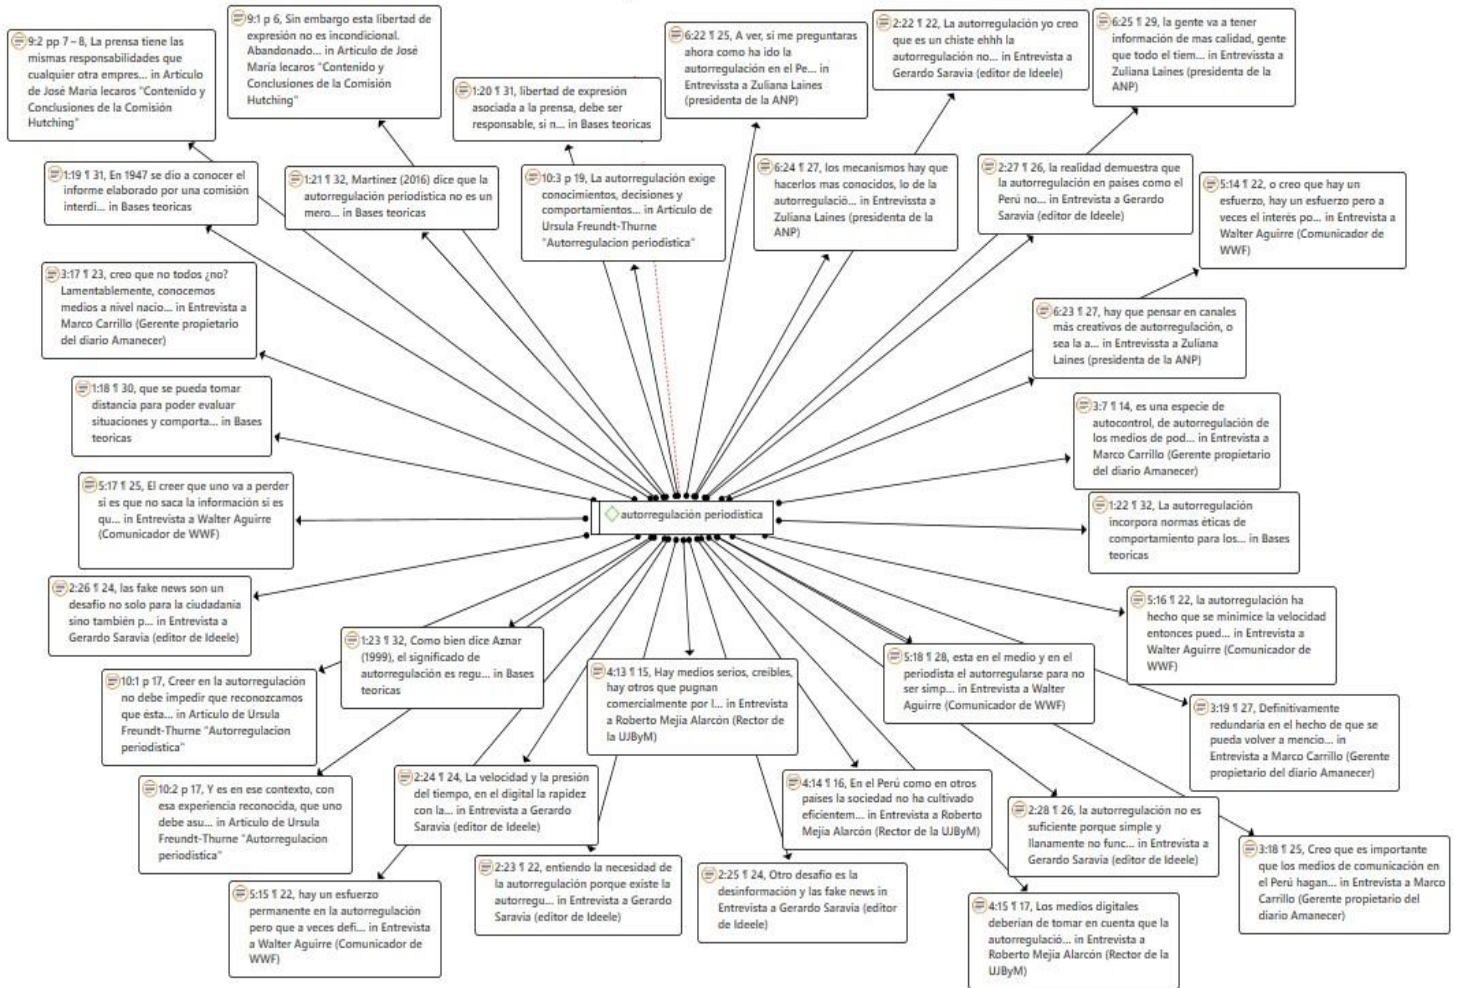 9:2 pp 7 – 8, La prensa tiene las
mismas responsabilidades que
cualquier otra empres... in Artículo
de José María Iecaros "Contenido y
Conclusiones de la Comisión
Hutching"
9:1 p 6, Sin embargo esta libertad de
expresión no es incondicional.
Abandonado... in Articulo de José
María Iecaros "Contenido y
Conclusiones de la Comisión
Hutching"
1:20 ¶ 31, libertad de expresión
asociada a la prensa, debe ser
responsable, si n... in Bases teoricas
6:22 ¶ 25, A ver, si me preguntaras
ahora como ha ido la
autorregulación en el Pe... in
Entrevissta a Zuliana Laines
(presidenta de la ANP)
2:22 ¶ 22, La autorregulación yo creo
que es un chiste ehhh la
autorregulación no... in Entrevista a
Gerardo Saravia (editor de Ideele)
6:25 ¶ 29, la gente va a tener
información de mas calidad, gente
que todo el tiem... in Entrevissta a
Zuliana Laines (presidenta de la
ANP)
1:19 ¶ 31, En 1947 se dio a conocer el
informe elaborado por una comisión
interdi... in Bases teoricas
1:21 ¶ 32, Martinez (2016) dice que la
autorregulación periodística no es un
mero... in Bases teoricas
10:3 p 19, La autorregulación exige
conocimientos, decisiones y
comportamientos... in Artículo de
Ursula Freundt-Thurne
"Autorregulacion periodistica"
6:24 ¶ 27, los mecanismos hay que
hacerlos mas conocidos, lo de la
autorregulació... in Entrevissta a
Zuliana Laines (presidenta de la
ANP)
2:27 ¶ 26, la realidad demuestra que
la autorregulación en países como el
Perú no... in Entrevista a Gerardo
Saravia (editor de Ideele)
5:14 ¶ 22, o creo que hay un
esfuerzo, hay un esfuerzo pero a
veces el interés po... in Entrevista a
Walter Aguirre (Comunicador de
WWF)
3:17 ¶ 23, creo que no todos ¿no?
Lamentablemente, conocemos
medios a nivel nacio... in Entrevista a
Marco Carrillo (Gerente propietario
del diario Amanecer)
6:23 ¶ 27, hay que pensar en canales
más creativos de autorregulación, o
sea la a... in Entrevissta a Zuliana
Laines (presidenta de la ANP)
1:18 ¶ 30, que se pueda tomar
distancia para poder evaluar
situaciones y comporta... in Bases
teoricas
3:7 ¶ 14, es una especie de
autocontrol, de autorregulación de
los medios de pod... in Entrevista a
Marco Carrillo (Gerente propietario
del diario Amanecer)
5:17 ¶ 25, El creer que uno va a perder
si es que no saca la información si es
qu... in Entrevista a Walter Aguirre
(Comunicador de WWF)
autorregulación periodistica
1:22 ¶ 32, La autorregulación
incorpora normas éticas de
comportamiento para los... in Bases
teoricas
2:26 ¶ 24, las fake news son un
desafío no solo para la ciudadanía
sino también p... in Entrevista a
Gerardo Saravia (editor de Ideele)
5:16 ¶ 22, la autorregulación ha
hecho que se minimice la velocidad
entonces pued... in Entrevista a
Walter Aguirre (Comunicador de
WWF)
1:23 ¶ 32, Como bien dice Aznar
(1999), el significado de
autorregulación es regu... in Bases
teoricas
5:18 ¶ 28, esta en el medio y en el
periodista el autoregularse para no
ser simp... in Entrevista a Walter
Aguirre (Comunicador de WWF)
4:13 ¶ 15, Hay medios serios, creibles,
hay otros que pugnan
comercialmente por l... in Entrevista
a Roberto Mejia Alarcón (Rector de
la UJByM)
10:1 p 17, Creer en la autorregulación
no debe impedir que reconozcamos
que ésta... in Artículo de Ursula
Freundt-Thurne "Autorregulacion
periodistica"
3:19 ¶ 27, Definitivamente
redundaria en el hecho de que se
pueda volver a mencio... in
Entrevista a Marco Carrillo (Gerente
propietario del diario Amanecer)
10:2 p 17, Y es en ese contexto, con
esa experiencia reconocida, que uno
debe asu... in Articulo de Ursula
Freundt-Thurne "Autorregulacion
periodistica"
2:24 ¶ 24, La velocidad y la presión
del tiempo, en el digital la rapidez
con la... in Entrevista a Gerardo
Saravia (editor de Ideele)
4:14 ¶ 16, En el Perú como en otros
países la sociedad no ha cultivado
eficientem... in Entrevista a Roberto
Mejia Alarcón (Rector de la UJByM)
2:28 ¶ 26, la autorregulación no es
suficiente porque simple y
llanamente no func... in Entrevista a
Gerardo Saravia (editor de Ideele)
3:18 ¶ 25, Creo que es importante
que los medios de comunicación en
el Perú hagan... in Entrevista a Marco
Carrillo (Gerente propietario del
diario Amanecer)
5:15 ¶ 22, hay un esfuerzo
permanente en la autorregulación
pero que a veces defi... in Entrevista
a Walter Aguirre (Comunicador de
WWF)
2:23 ¶ 22, entiendo la necesidad de
la autorregulación porque existe la
autorregu... in Entrevista a Gerardo
Saravia (editor de Ideele)
2:25 ¶ 24, Otro desafío es la
desinformación y las fake news in
Entrevista a Gerardo Saravia (editor
de Ideele)
4:15 ¶ 17, Los medios digitales
deberian de tomar en cuenta que la
autorregulació... in Entrevista a
Roberto Mejia Alarcón (Rector de la
UJByM)